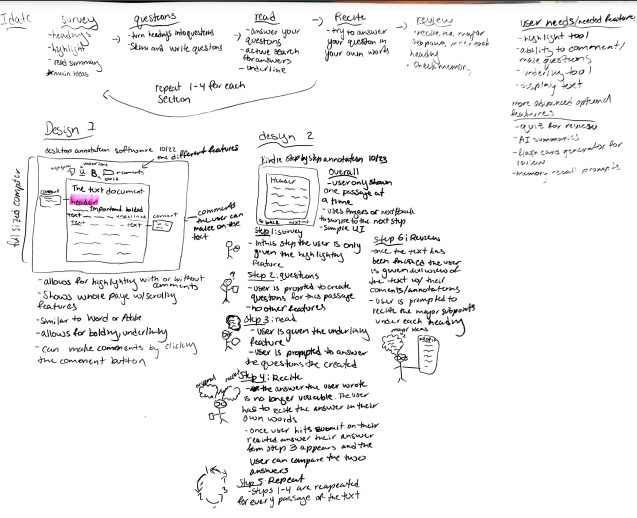 survey
-headings
-highlight
-read summary
main ideas
questions
-turn headings into questions
-Skim and write questons
read
-answer your
questions
-active search
for answers
-underline
Recite
-try to answer
your question in
your own words
review
-recite the major
heading
repeat 1-4 for each
section
user needs/needed features
-highlight tool
-ability to comment/
make questions
-underling tool
-display text
more advanced optional
features
-quiz for review
-AI summaries
-flash card generator for
review
-memory recall prompts
Design 1
desktop annotation software 10/22
the different features
underline
U B
comments
bold
full sized computer
The text document
header
Important bolded
text underlined
text text
comment
comment
comments
the user can
make on the
text
-allows for highlighting with or without
comments
-Shows whole page w/scrolling
features
-similar to Word or Adobe
-allows for bolding, underlining
-can make comments by clicking
the comment button
design 2
kindle step by step annotation 10/23
Header
back next
Overall
-user only shown
one passage at
a time
-uses fingers or next/back
to swipe to the next step
-simple UI
Step 1: survey
-In this step the user is only
given the highlighting
feature
Step 2: questions
-user is prompted to create
questions for this passage
-no other features
Step 3: read
-user is given the underling
feature
-user is prompted to answer
the questions the created
Step 4: Recite
-the answer the user wrote
is no longer viewable. The user
has to recite the answer in their
own words
-once user hits submit on their
recited answer their answer
from step 3 appears and the
user can compare the two
answers
Step 5: Repeat
-Steps 1-4 are reapeated
for every passage of the text
1
2
3
Step 6: Review
-once the text has
been finished the user
is given full view of
the text w/ their
comments/annotations
-user is prompted to
recite the major subpoints
under each heading
major items